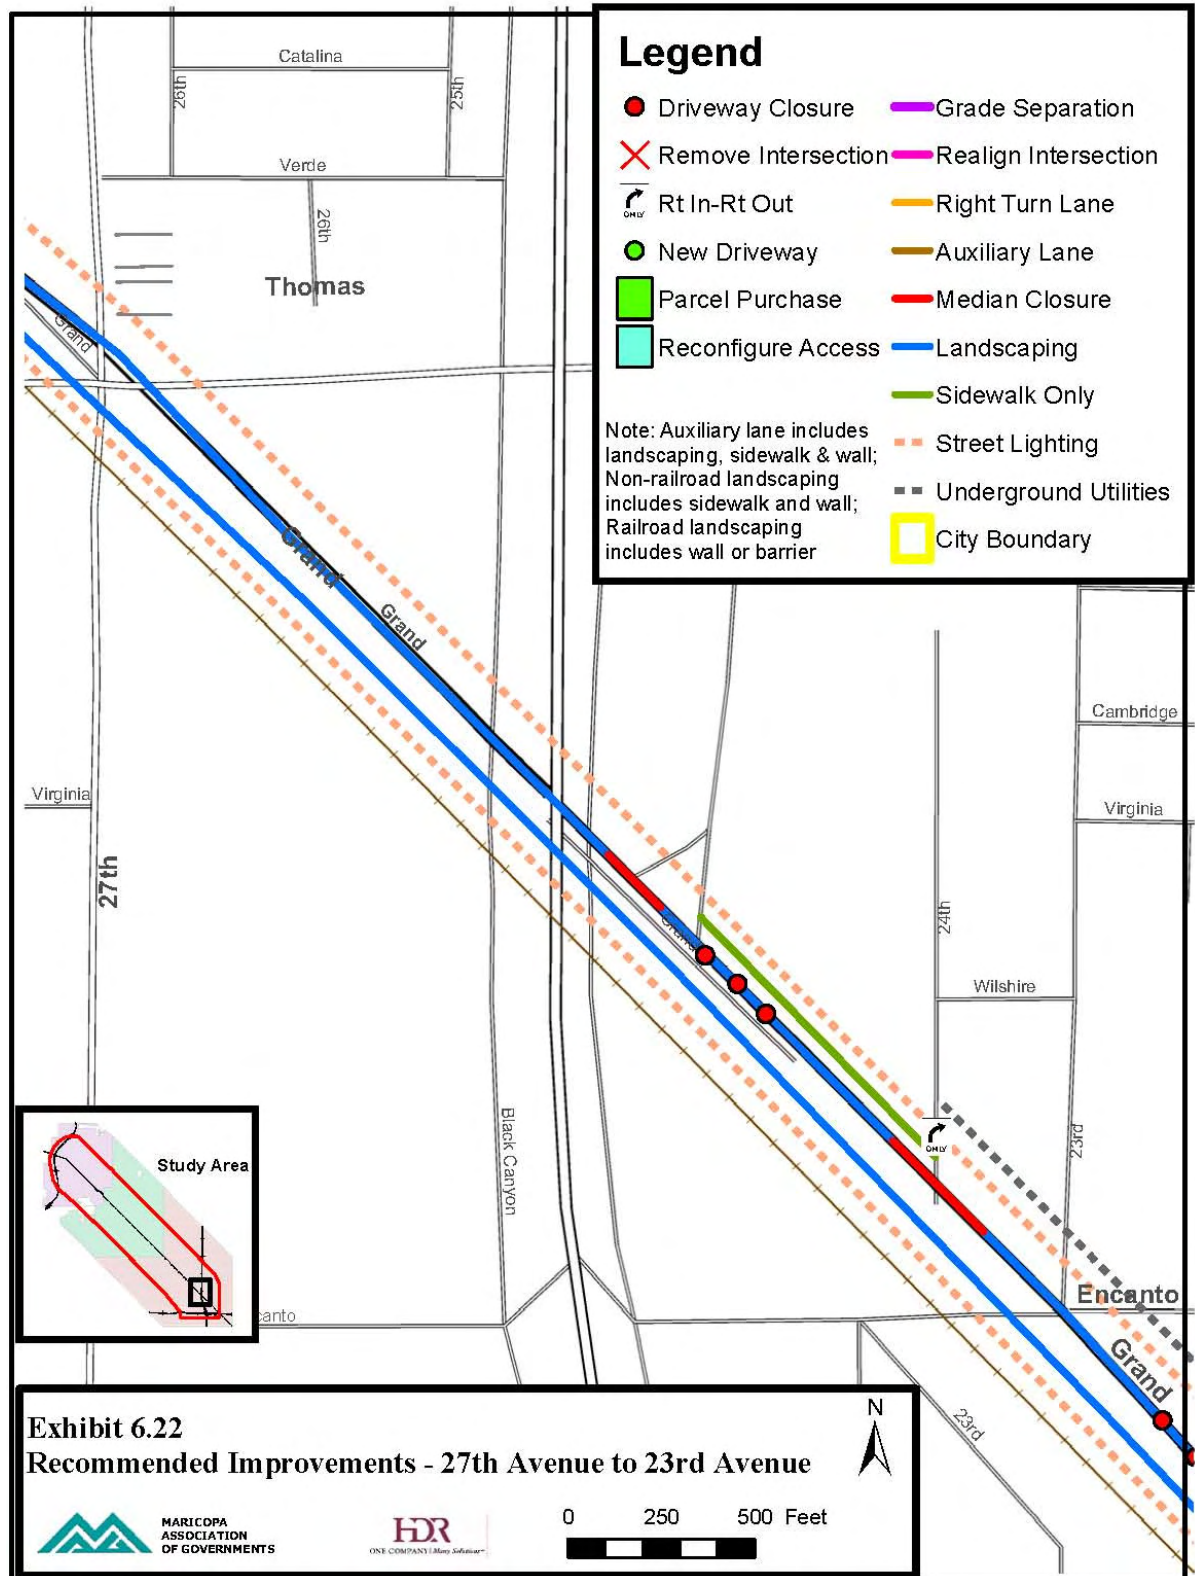 Legend
Driveway Closure
Remove Intersection
ONLY
Rt In-Rt Out
New Driveway
Parcel Purchase
Reconfigure Access
Grade Separation
Realign Intersection
Right Turn Lane
Auxiliary Lane
Median Closure
Landscaping
Sidewalk Only
Street Lighting
Underground Utilities
City Boundary
Note: Auxiliary lane includes
landscaping, sidewalk & wall;
Non-railroad landscaping
includes sidewalk and wall;
Railroad landscaping
includes wall or barrier
Catalina
26th
25th
Verde
26th
Thomas
Grand
Grand
Grand
Cambridge
Virginia
Virginia
27th
Grand
24th
Wilshire
ONLY
23rd
Black Canyon
Study Area
canto
Encanto
Grand
23rd
Exhibit 6.22
Recommended Improvements - 27th Avenue to 23rd Avenue
N
MARICOPA
ASSOCIATION
OF GOVERNMENTS
HDR
ONE COMPANY | Many Solutions
0 250 500 Feet